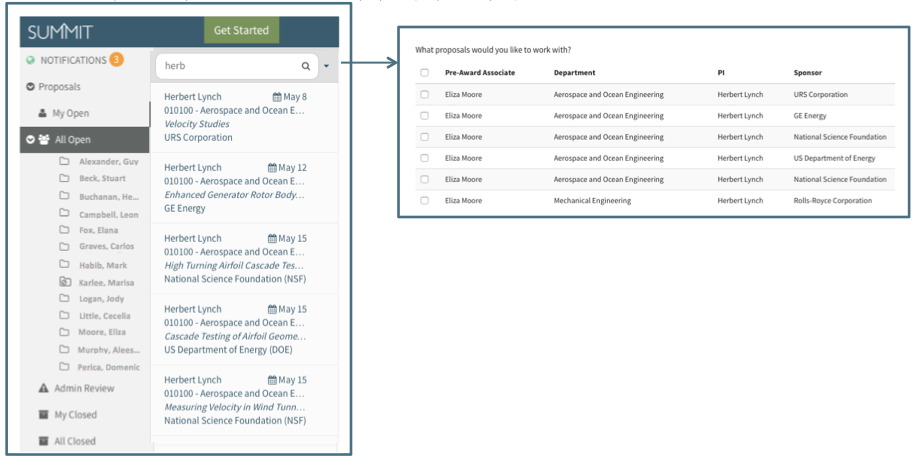 SUMMIT
Get Started
NOTIFICATIONS 3
Proposals
My Open
All Open
Alexander, Guy
Beck, Stuart
Buchanan, He...
Campbell, Leon
Fox, Elana
Graves, Carlos
Habib, Mark
Karlee, Marisa
Logan, Jody
Little, Cecelia
Moore, Eliza
Murphy, Alees...
Perica, Domenic
Admin Review
My Closed
All Closed
herb
Herbert Lynch May 8
010100 - Aerospace and Ocean E...
Velocity Studies
URS Corporation
Herbert Lynch May 12
010100 - Aerospace and Ocean E...
Enhanced Generator Rotor Body...
GE Energy
Herbert Lynch May 15
010100 - Aerospace and Ocean E...
High Turning Airfoil Cascade Tes...
National Science Foundation (NSF)
Herbert Lynch May 15
010100 - Aerospace and Ocean E...
Cascade Testing of Airfoil Geome...
US Department of Energy (DOE)
Herbert Lynch May 15
010100 - Aerospace and Ocean E...
Measuring Velocity in Wind Tunn...
National Science Foundation (NSF)
What proposals would you like to work with?
Pre-Award Associate Department PI Sponsor
Eliza Moore Aerospace and Ocean Engineering Herbert Lynch URS Corporation
Eliza Moore Aerospace and Ocean Engineering Herbert Lynch GE Energy
Eliza Moore Aerospace and Ocean Engineering Herbert Lynch National Science Foundation
Eliza Moore Aerospace and Ocean Engineering Herbert Lynch US Department of Energy
Eliza Moore Aerospace and Ocean Engineering Herbert Lynch National Science Foundation
Eliza Moore Mechanical Engineering Herbert Lynch Rolls-Royce Corporation